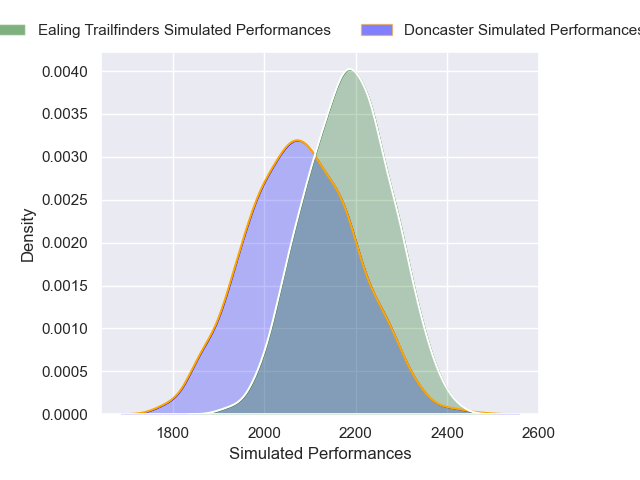 Ealing Trailfinders Simulated Performances Doncaster Simulated Performances
0.0040
0.0035
0.0030
0.0025
0.0020
0.0015
0.0010
0.0005
0.0000
Density
1800 2000 2200 2400 2600
Simulated Performances